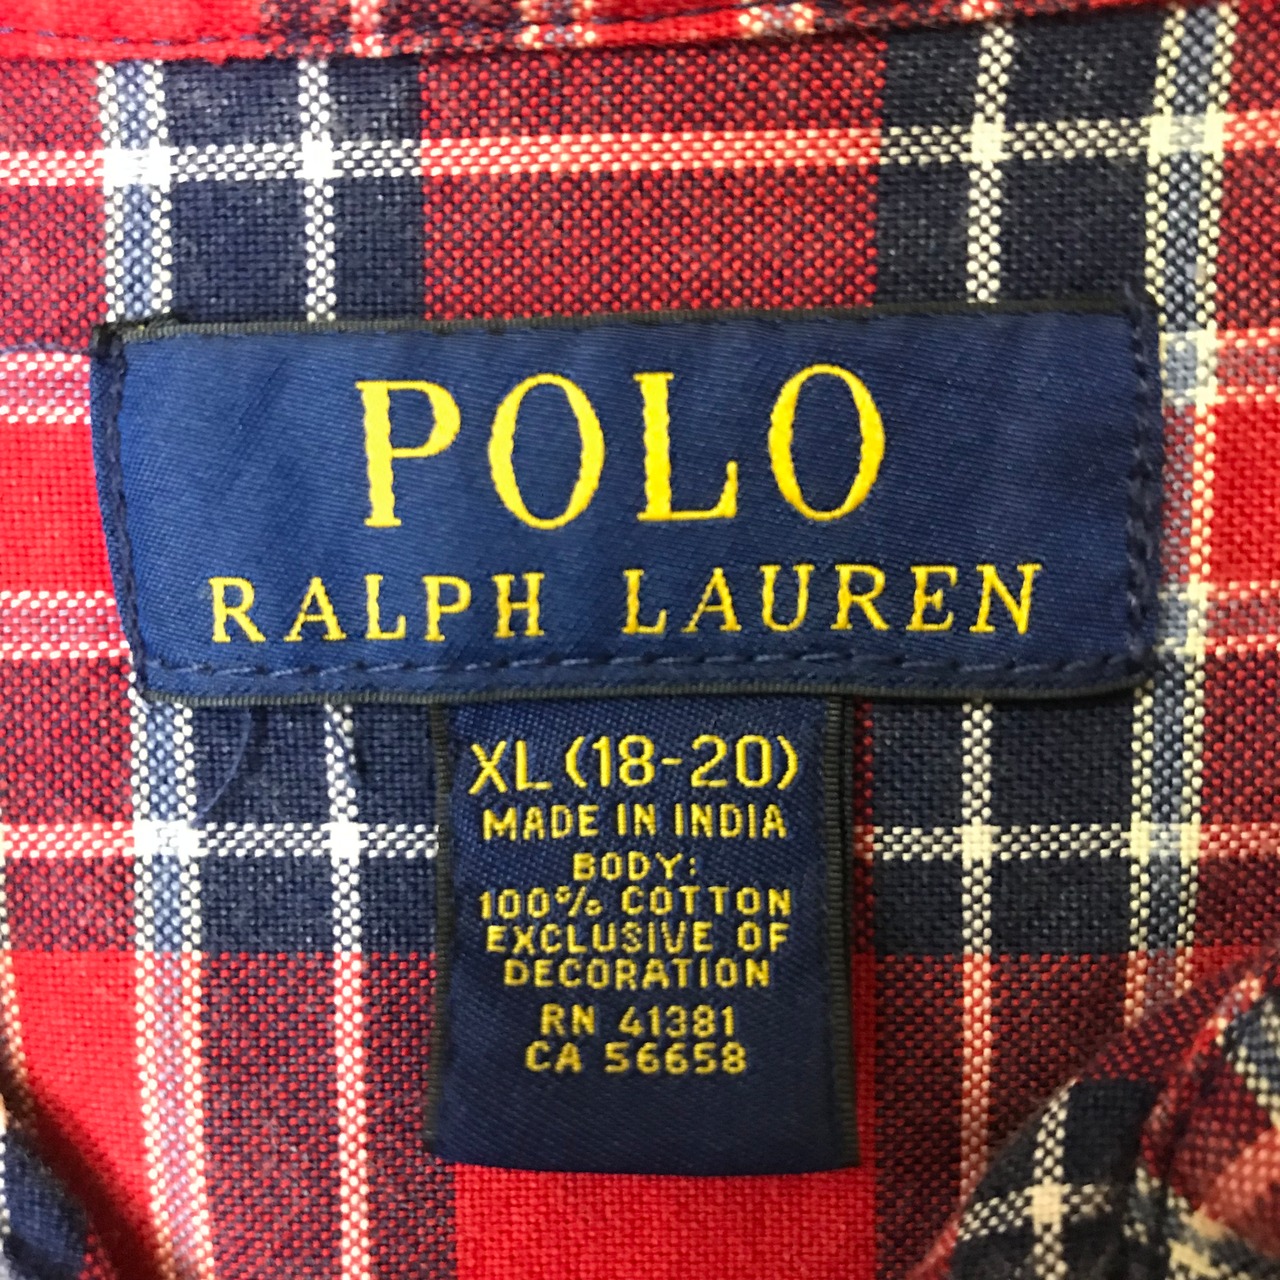 POLO
RALPH LAUREN
XL (18-20)
MADE IN INDIA
BODY:
100% COTTON
EXCLUSIVE OF
DECORATION
RN 41381
CA 56658